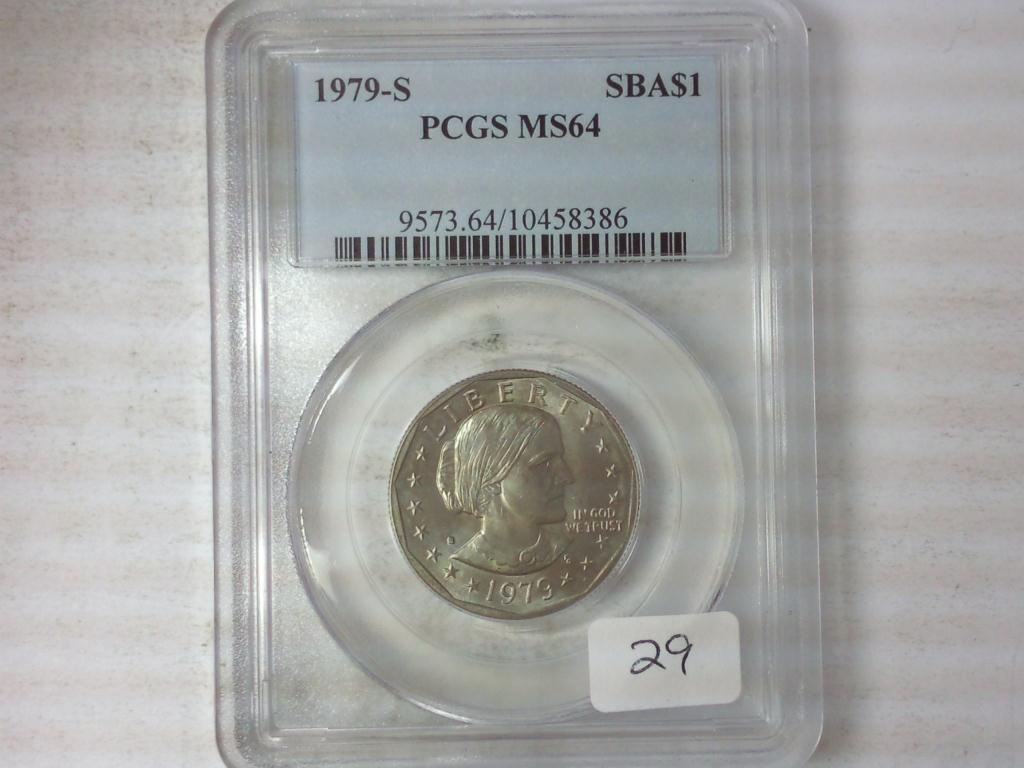 1979-S SBA$1
PCGS MS64
9573.64/10458386
LIBERTY
IN GOD
WE TRUST
1979
29